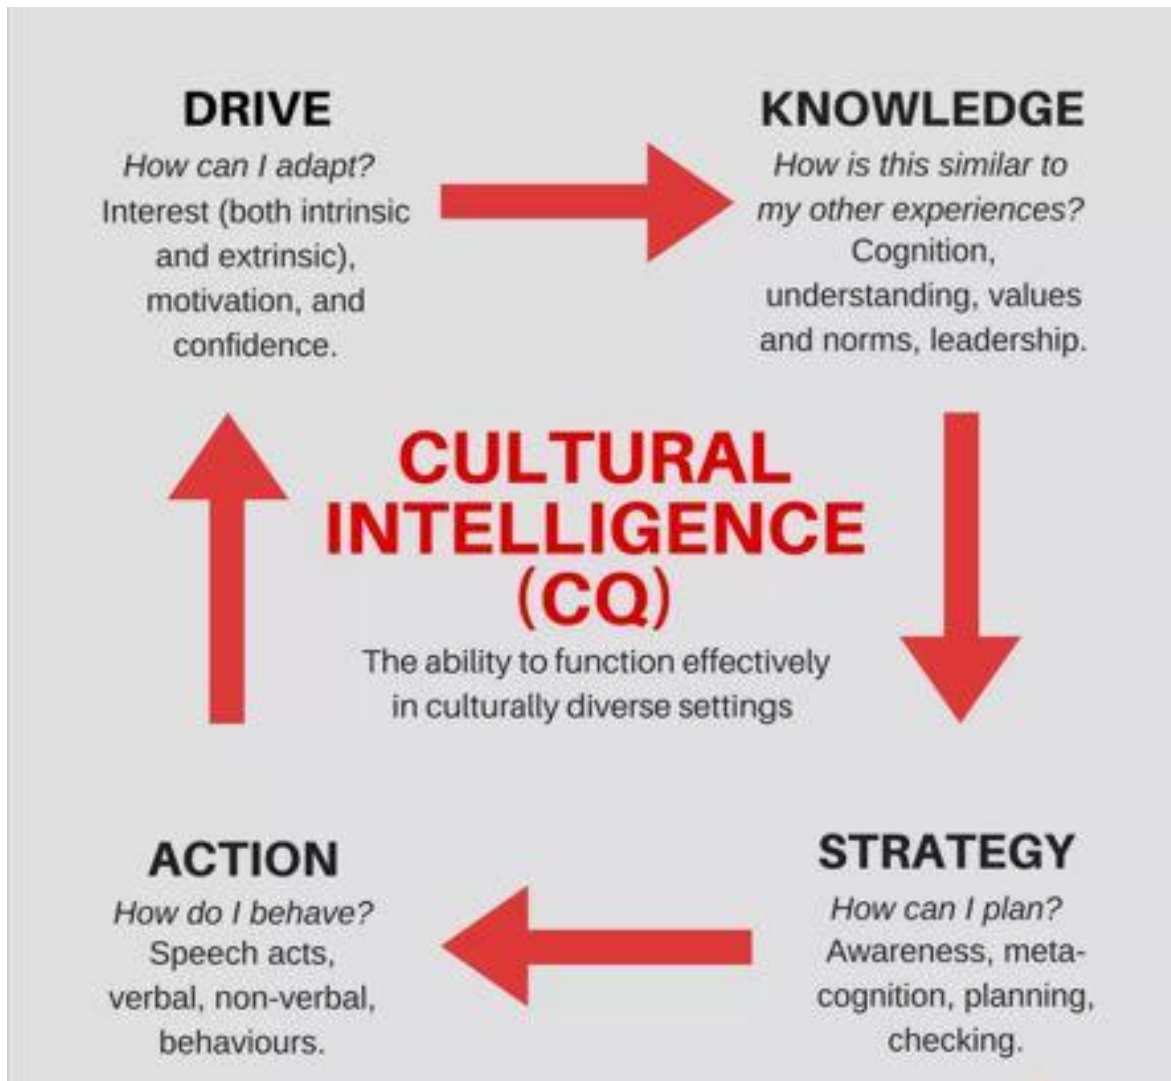 DRIVE
How can I adapt?
Interest (both intrinsic
and extrinsic),
motivation, and
confidence.
KNOWLEDGE
How is this similar to
my other experiences?
Cognition,
understanding, values
and norms, leadership.
CULTURAL
INTELLIGENCE
(CQ)
The ability to function effectively
in culturally diverse settings
ACTION
How do I behave?
Speech acts,
verbal, non-verbal,
behaviours.
STRATEGY
How can I plan?
Awareness, meta-
cognition, planning,
checking.